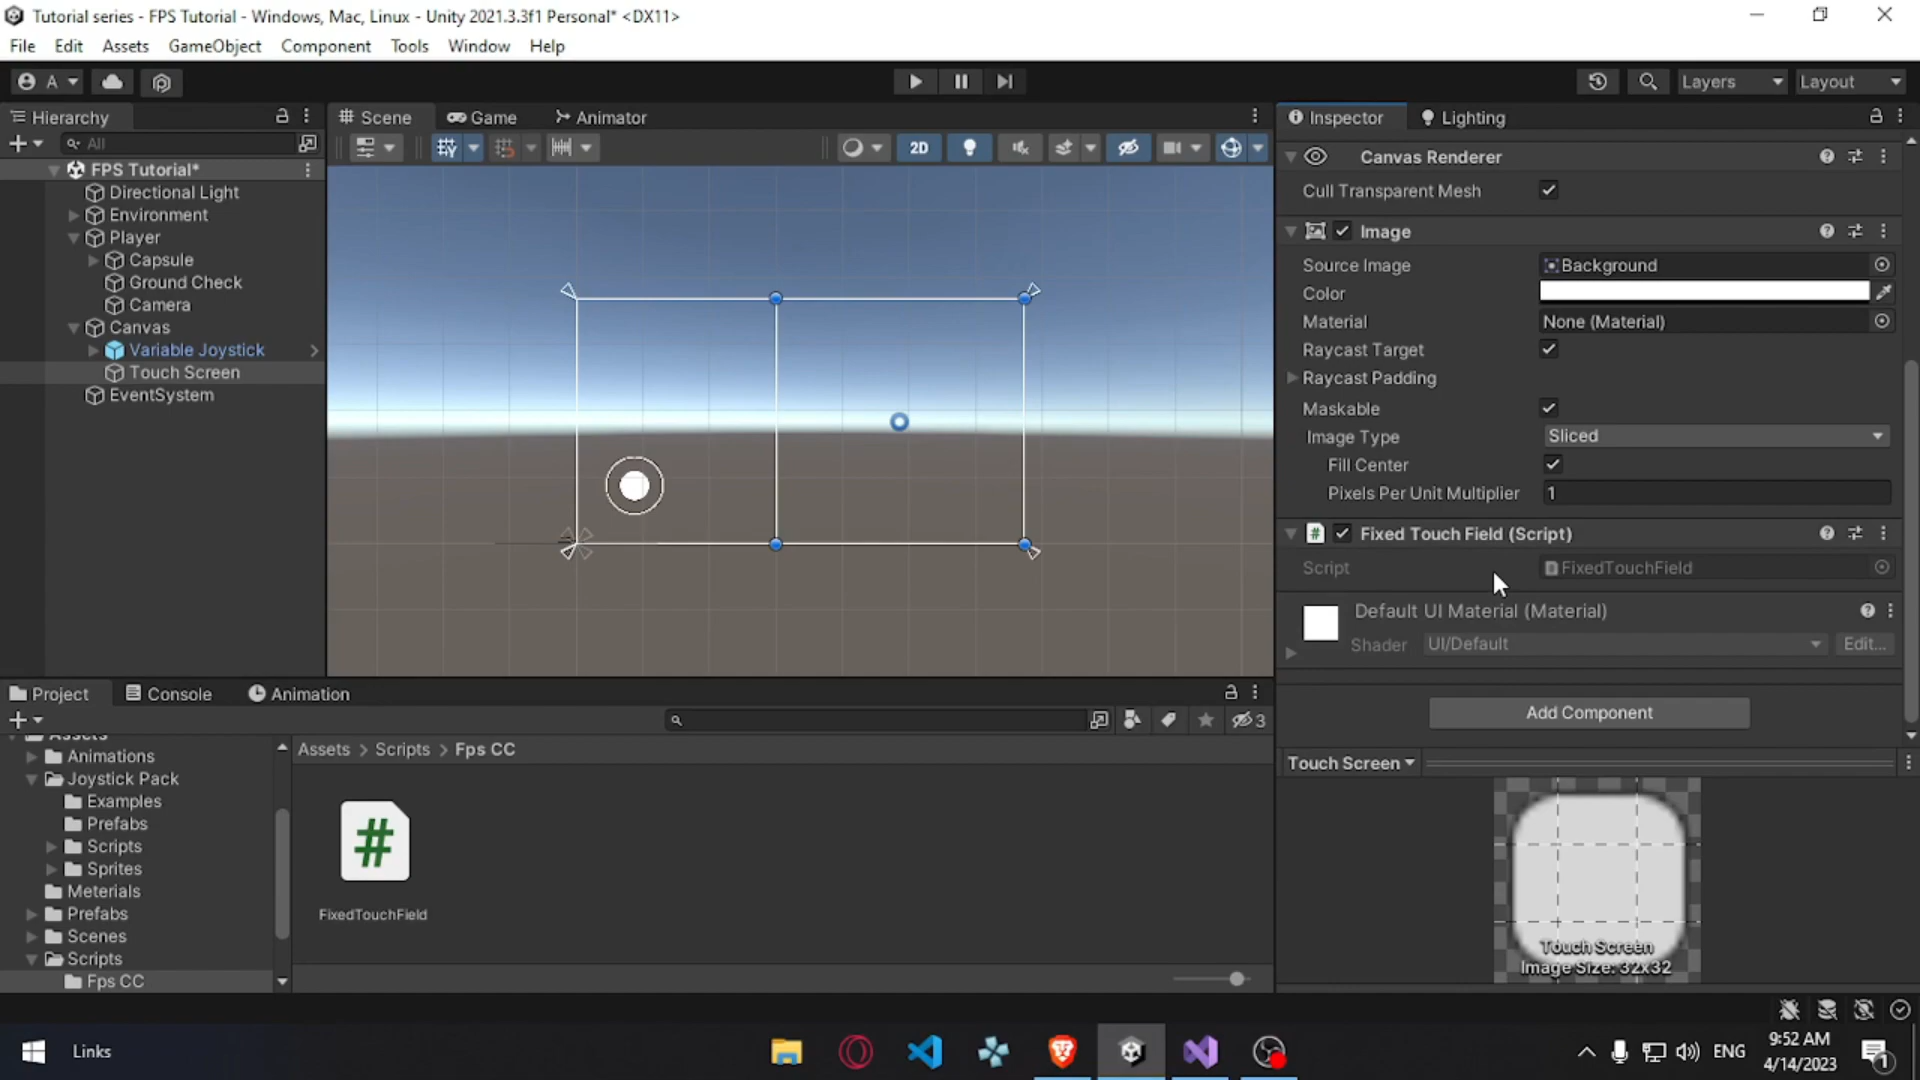 Tutorial series - FPS Tutorial - Windows, Mac, Linux - Unity 2021.3.3f1 Personal* <DX11>
File Edit Assets GameObject Component Tools Window Help
A
Layers
Layout
Hierarchy
Scene
Game
Animator
Inspector
Lighting
All
2D
FPS Tutorial*
Directional Light
Environment
Player
Capsule
Ground Check
Camera
Canvas
Variable Joystick
Touch Screen
EventSystem
Canvas Renderer
Cull Transparent Mesh
Image
Source Image Background
Color
Material None (Material)
Raycast Target
Raycast Padding
Maskable
Image Type Sliced
Fill Center
Pixels Per Unit Multiplier 1
# Fixed Touch Field (Script)
Script FixedTouchField
Default UI Material (Material)
Shader UI/Default Edit...
Add Component
Touch Screen
Touch Screen
Image Size: 32x32
Project
Console
Animation
3
Assets
Animations
Joystick Pack
Examples
Prefabs
Scripts
Sprites
Meterials
Prefabs
Scenes
Scripts
Fps CC
Assets > Scripts > Fps CC
#
FixedTouchField
Links
ENG
9:52 AM
4/14/2023
1